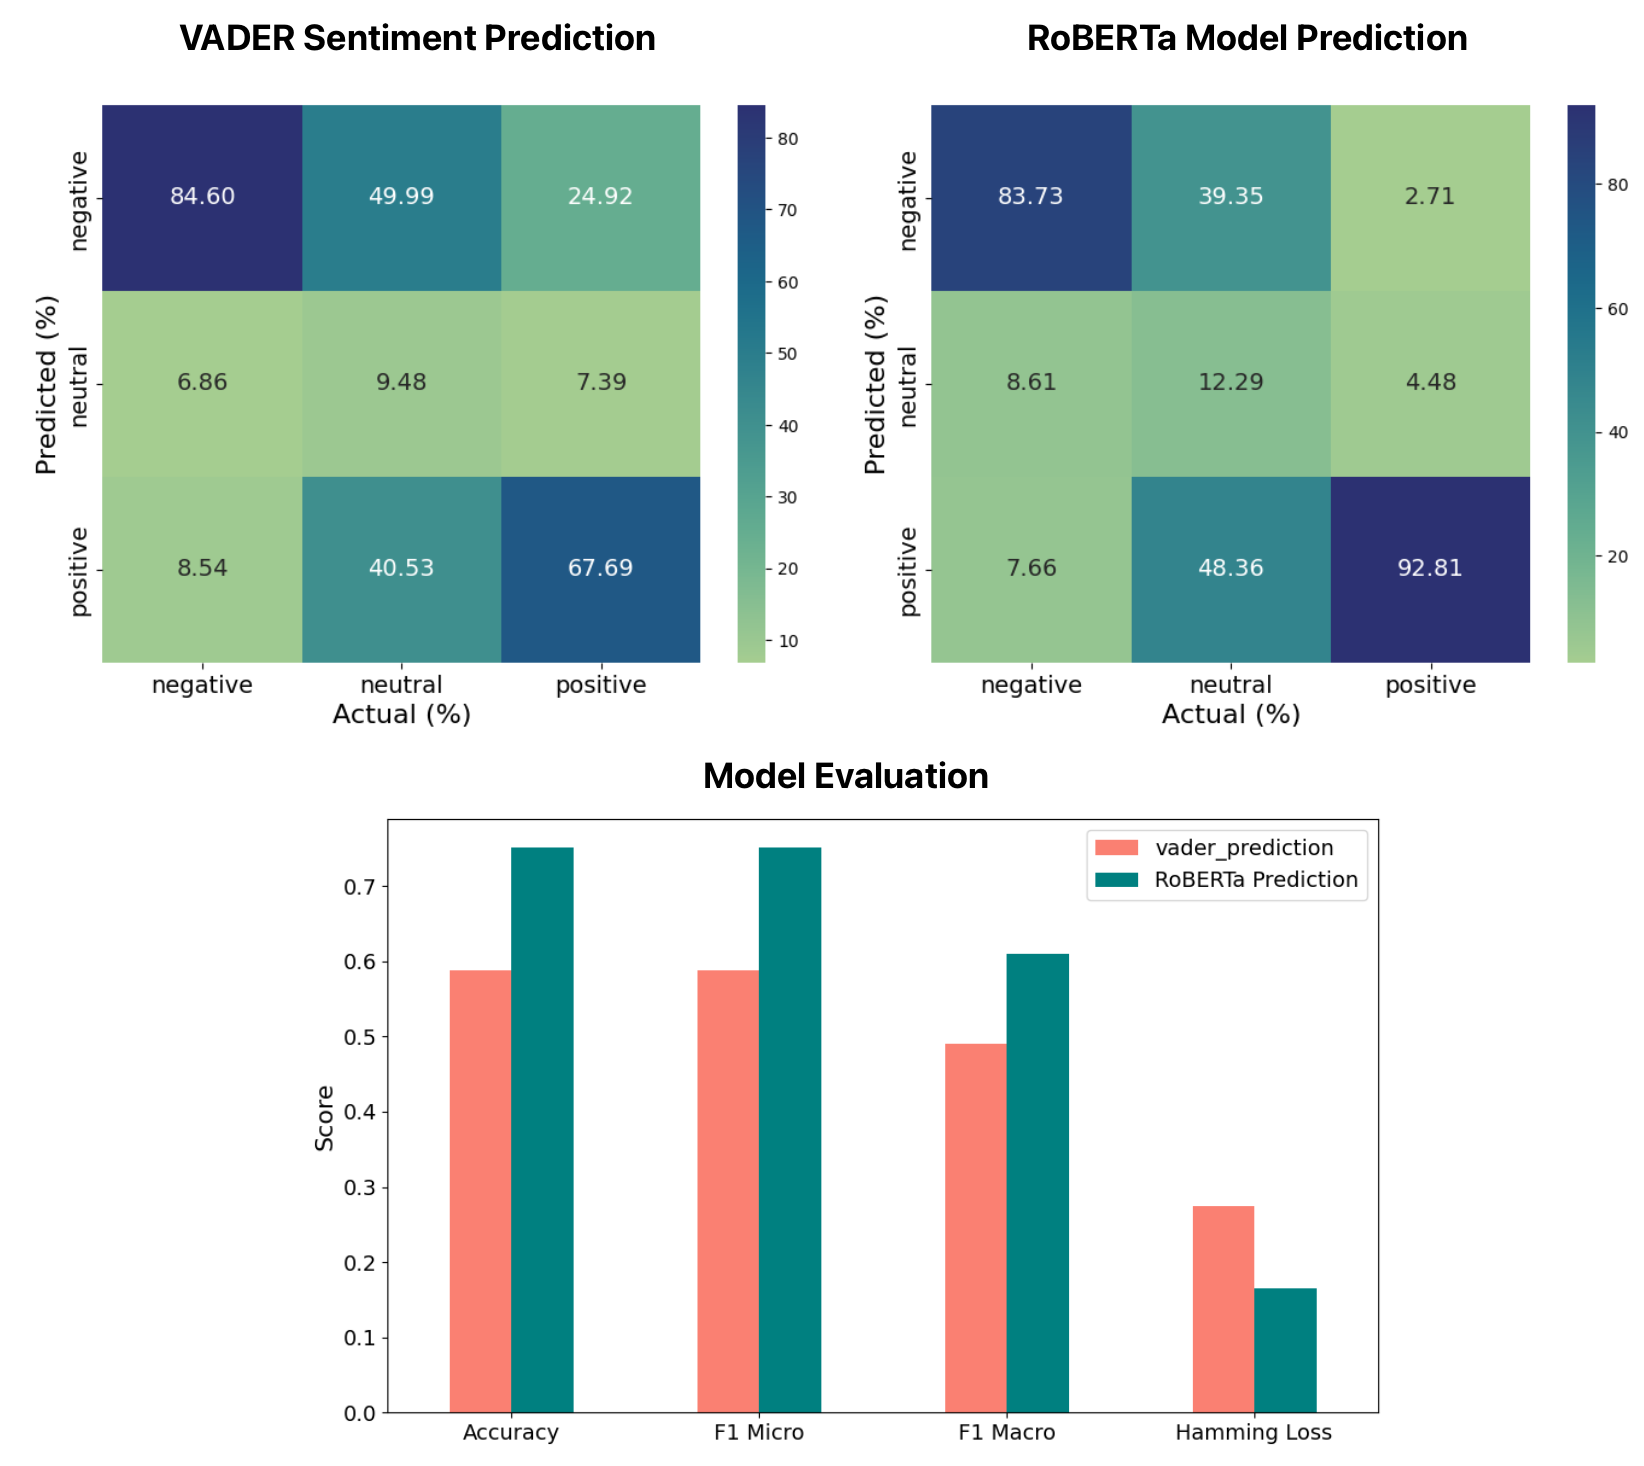 VADER Sentiment Prediction
Predicted (%)
negative
neutral
positive
84.60 49.99 24.92
6.86 9.48 7.39
8.54 40.53 67.69
negative neutral positive
Actual (%)
80
70
60
50
40
30
20
10
RoBERTa Model Prediction
Predicted (%)
negative
neutral
positive
83.73 39.35 2.71
8.61 12.29 4.48
7.66 48.36 92.81
negative neutral positive
Actual (%)
80
60
40
20
Model Evaluation
vader_prediction
RoBERTa Prediction
Score
0.7
0.6
0.5
0.4
0.3
0.2
0.1
0.0
Accuracy F1 Micro F1 Macro Hamming Loss